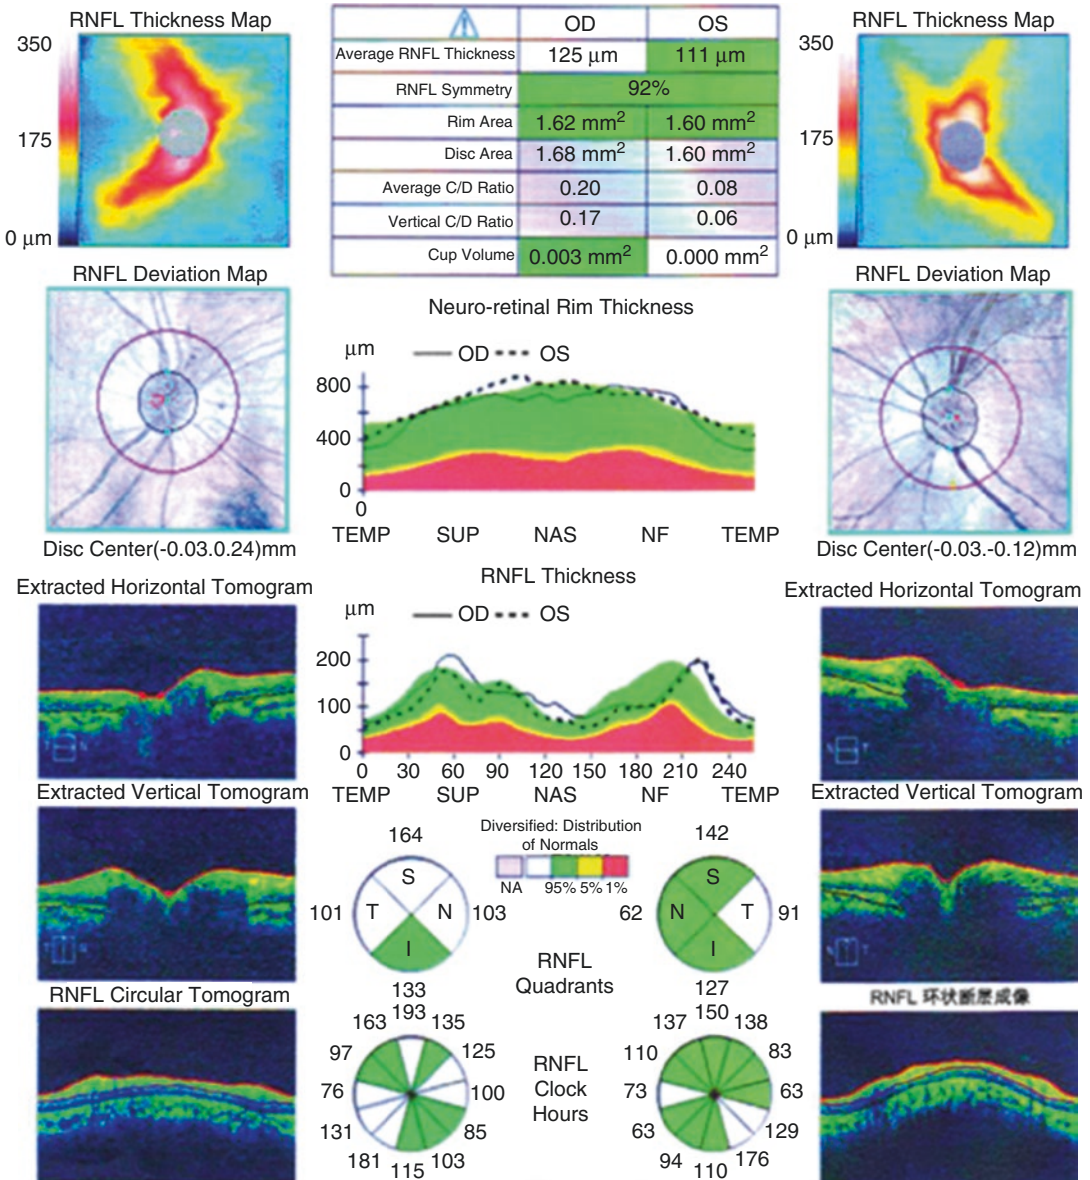 RNFL Thickness Map
350
175
0 μm
OD OS
Average RNFL Thickness 125 μm 111 μm
RNFL Symmetry 92%
Rim Area 1.62 mm² 1.60 mm²
Disc Area 1.68 mm² 1.60 mm²
Average C/D Ratio 0.20 0.08
Vertical C/D Ratio 0.17 0.06
Cup Volume 0.003 mm² 0.000 mm²
RNFL Thickness Map
350
175
0 μm
RNFL Deviation Map
Disc Center(-0.03.0.24)mm
Neuro-retinal Rim Thickness
μm
OD OS
800
400
0
0
TEMP SUP NAS NF TEMP
RNFL Deviation Map
Disc Center(-0.03.-0.12)mm
Extracted Horizontal Tomogram
T N
RNFL Thickness
μm
OD OS
200
100
0
0 30 60 90 120 150 180 210 240
TEMP SUP NAS NF TEMP
Extracted Horizontal Tomogram
N T
Extracted Vertical Tomogram
164
S
101 T N 103
I
133
Diversified: Distribution
of Normals
NA 95% 5% 1%
RNFL
Quadrants
142
S
62 N T 91
I
127
Extracted Vertical Tomogram
RNFL Circular Tomogram
193
163 135
97 125
76 100
131 85
181 103
115
RNFL
Clock
Hours
150
137 138
110 83
73 63
63 129
94 176
110
RNFL 环状断层成像